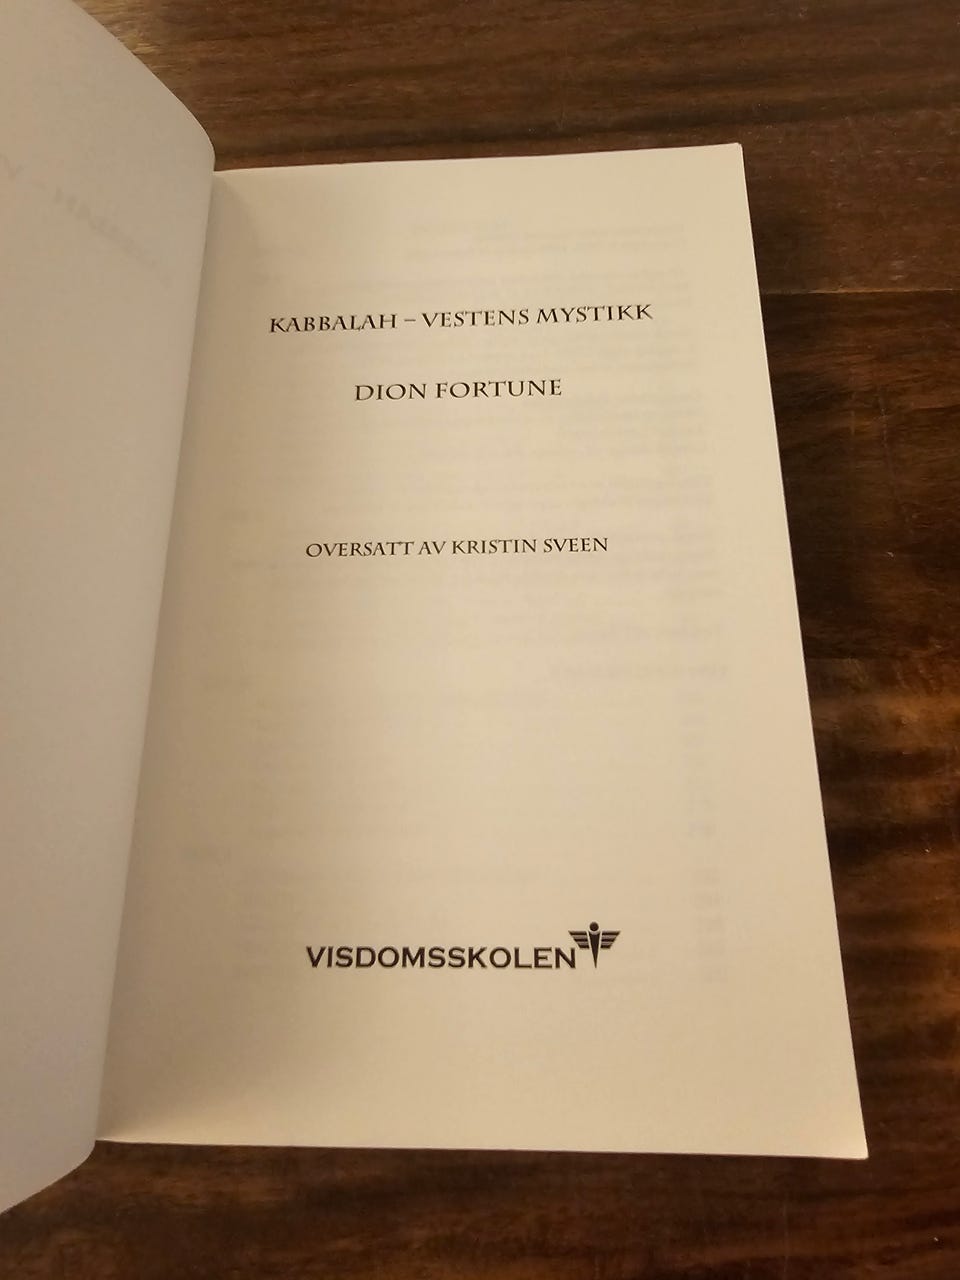 KABBALAH – VESTENS MYSTIKK
DION FORTUNE
OVERSATT AV KRISTIN SVEEN
VISDOMSSKOLEN